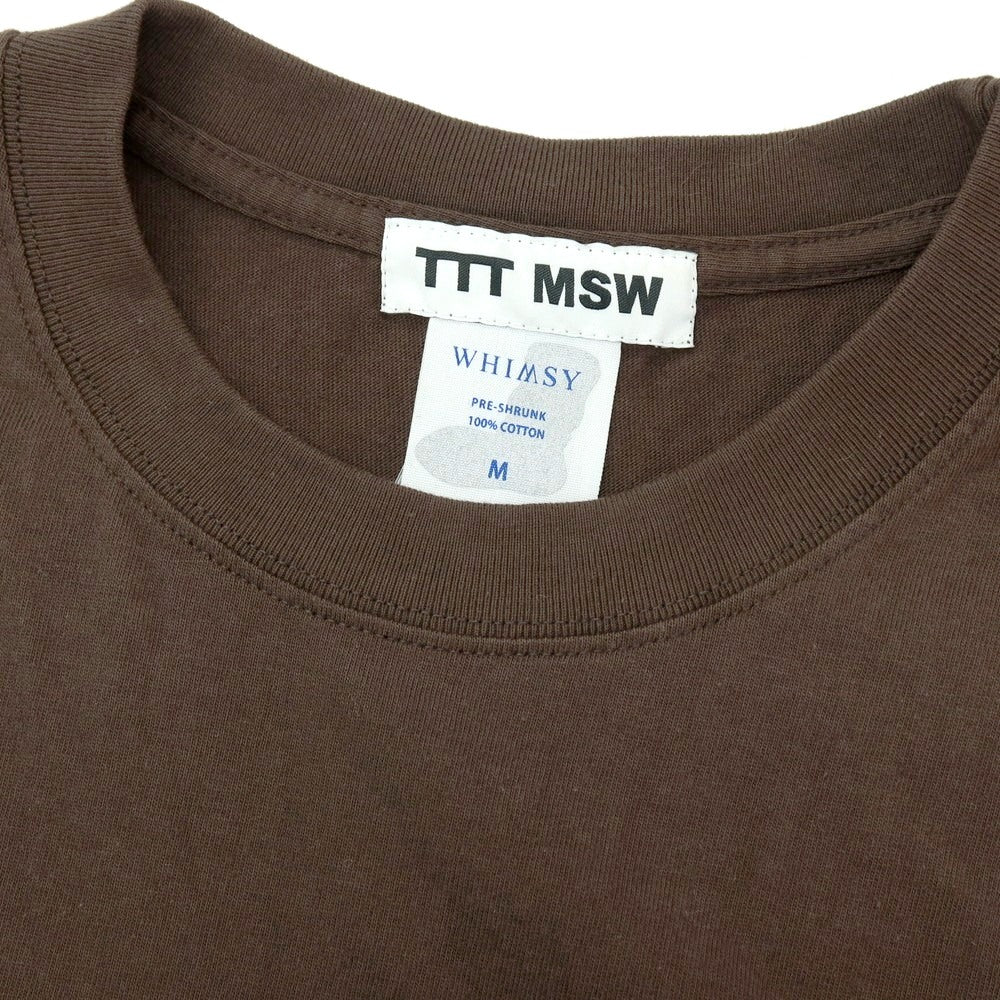 TTT MSW
WHIMSY
PRE-SHRUNK
100% COTTON
M